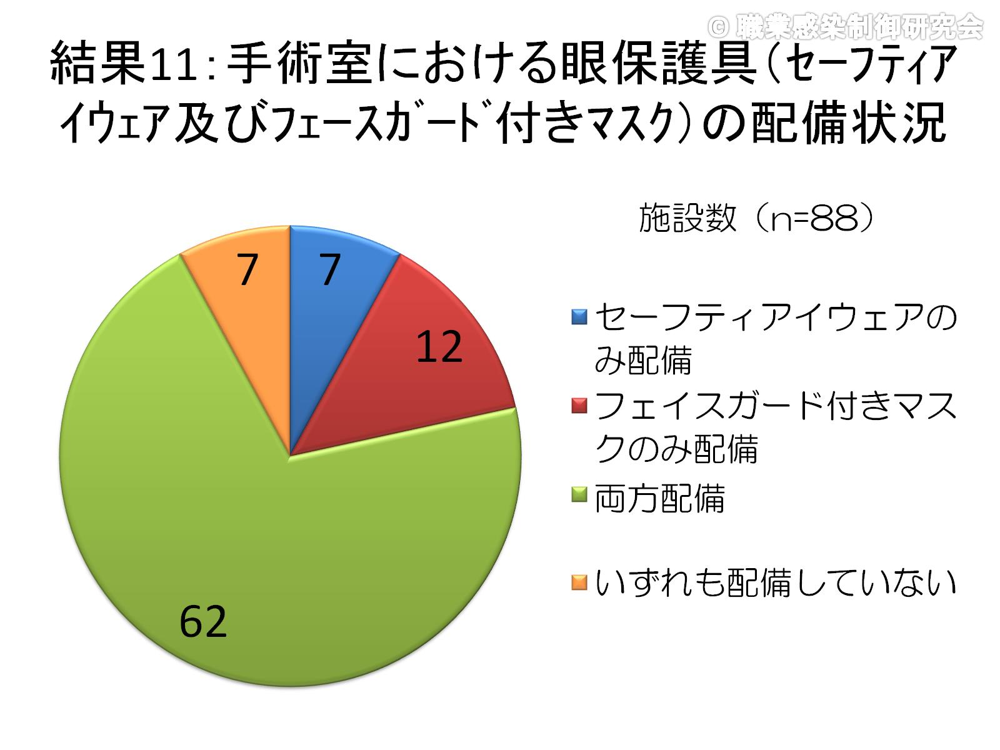 © 職業感染制御研究会
結果11：手術室における眼保護具（ｾｰﾌﾃｨｱ
ｲｳｪｱ及びﾌｪｰｽｶﾞｰﾄﾞ付きﾏｽｸ）の配備状況
施設数（n=88）
7
7
12
62
セーフティアイウェアの
み配備
フェイスガード付きマス
クのみ配備
両方配備
いずれも配備していない